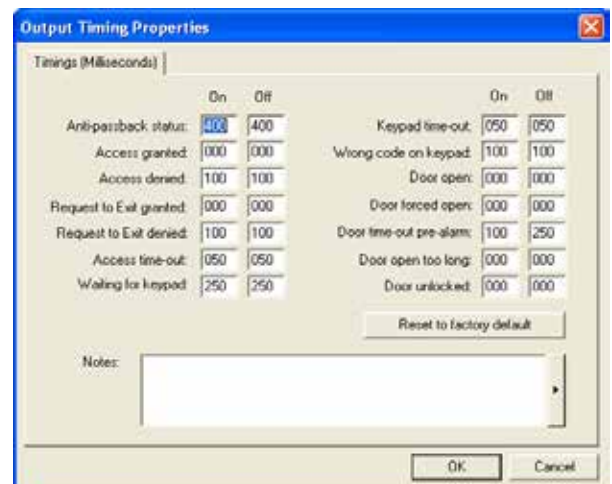 Output Timing Properties
Timings (Milliseconds)
On Off On Off
Anti-passback status: 400 400 Keypad time-out: 050 050
Access granted: 000 000 Wrong code on keypad: 100 100
Access denied: 100 100 Door open: 000 000
Request to Exit granted: 000 000 Door forced open: 000 000
Request to Exit denied: 100 100 Door time-out pre-alarm: 100 250
Access time-out: 050 050 Door open too long: 000 000
Waiting for keypad: 250 250 Door unlocked: 000 000
Reset to factory default
Notes:
OK Cancel